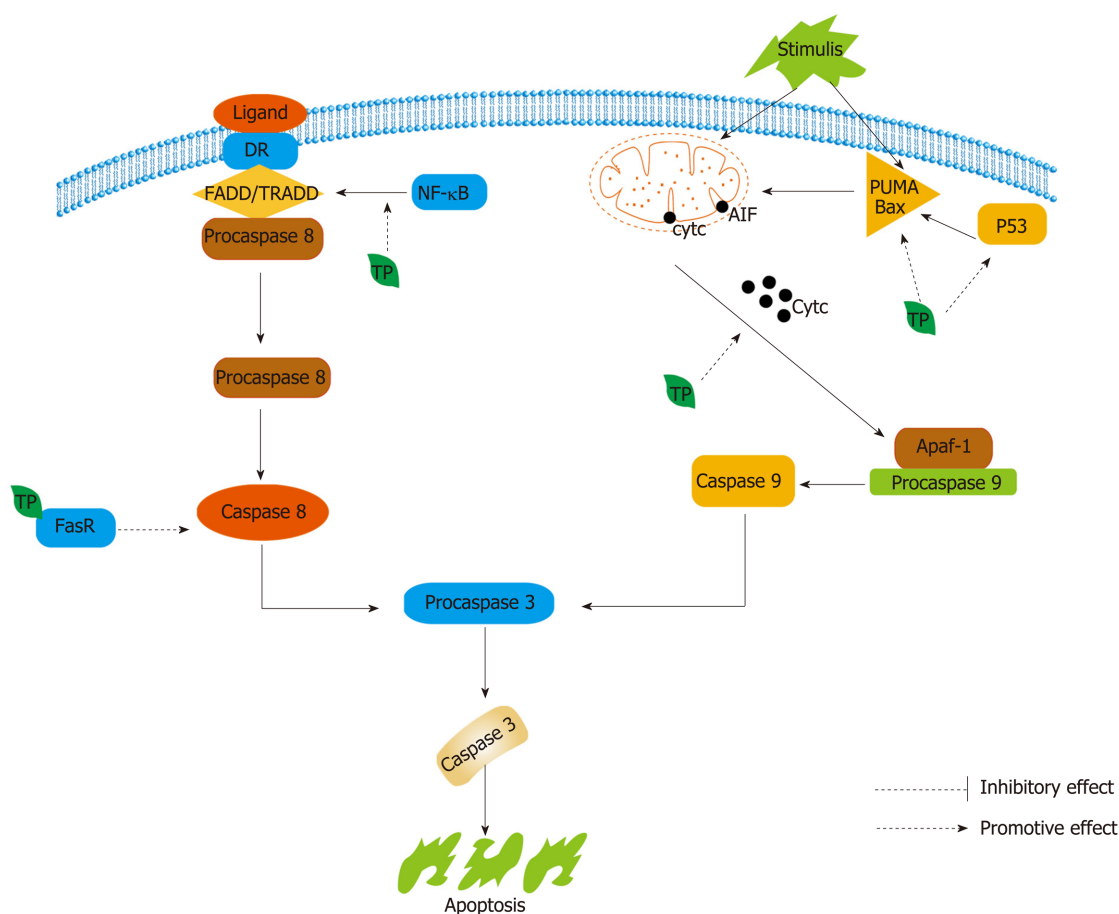 Stimulis
Ligand
DR
FADD/TRADD
NF-κB
Procaspase 8
TP
cytc
AIF
PUMA
Bax
P53
TP
Cytc
TP
Procaspase 8
Apaf-1
Procaspase 9
Caspase 9
TP
FasR
Caspase 8
Procaspase 3
Caspase 3
Apoptosis
Inhibitory effect
Promotive effect